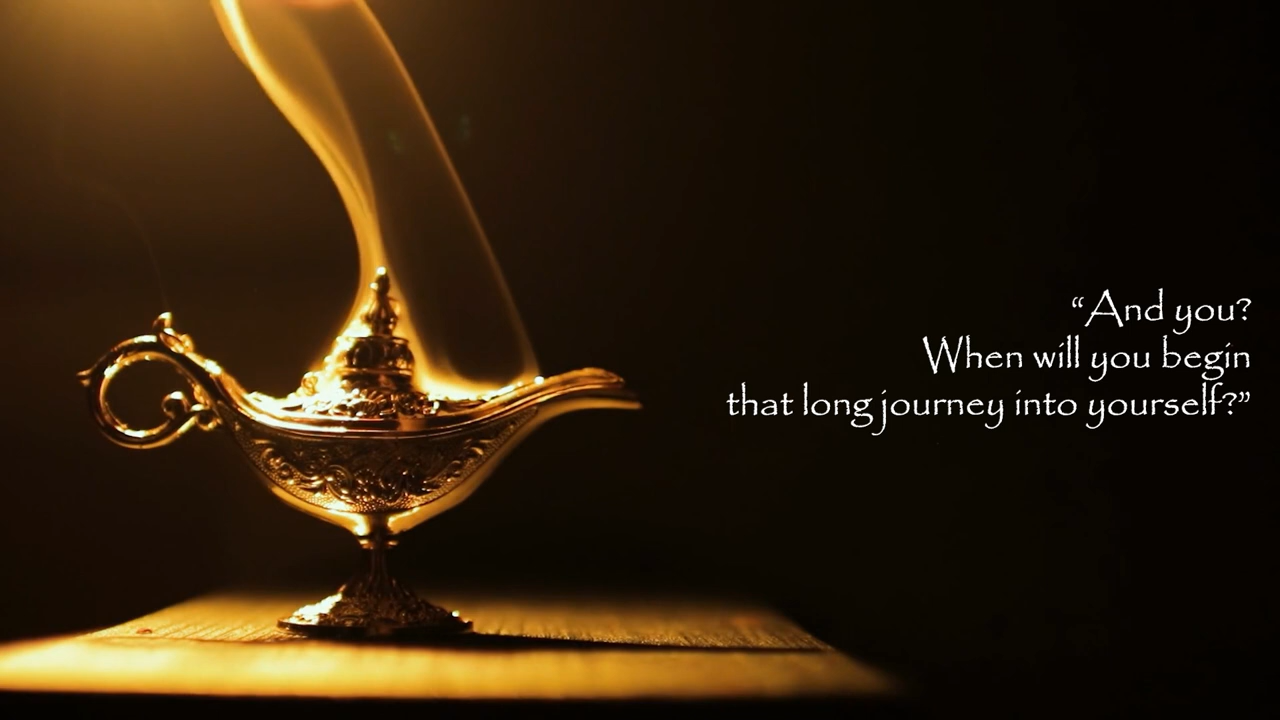 “And you?
When will you begin
that long journey into yourself?”